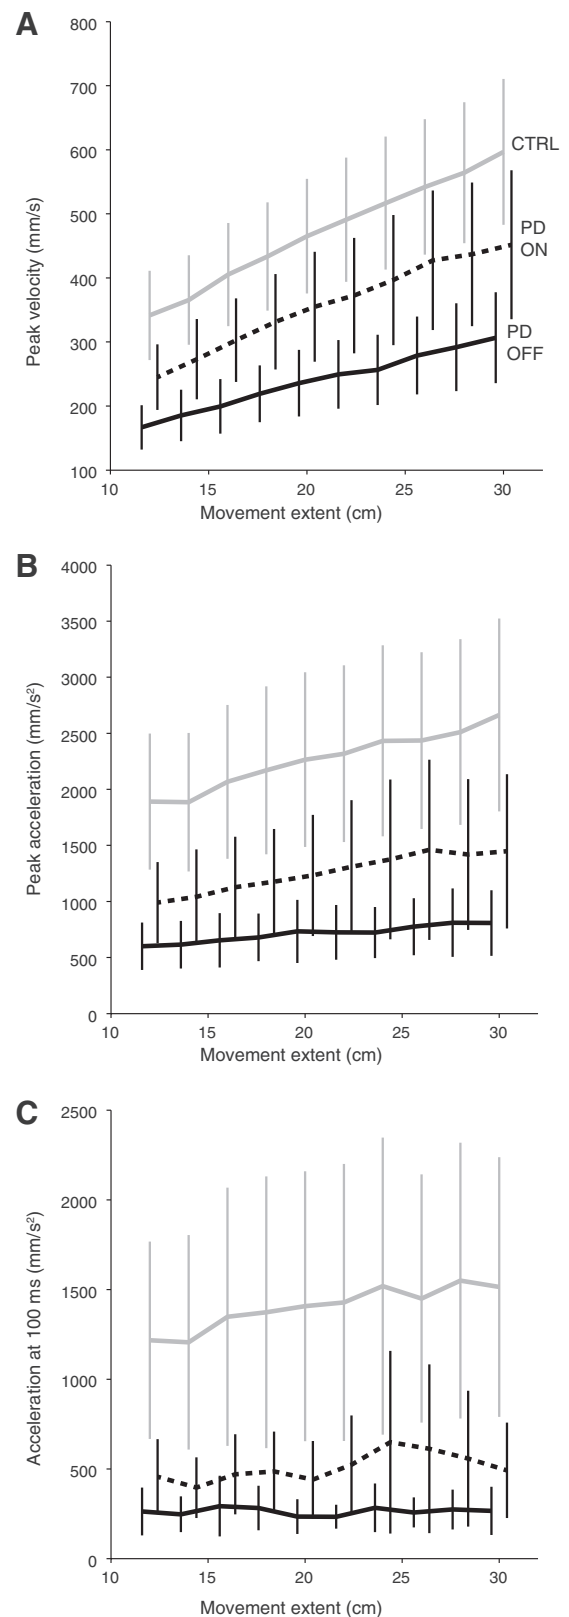 A
800
700
600
500
400
300
200
100
Peak velocity (mm/s)
CTRL
PD
ON
PD
OFF
10 15 20 25 30
Movement extent (cm)
B
4000
3500
3000
2500
2000
1500
1000
500
0
Peak acceleration (mm/s²)
10 15 20 25 30
Movement extent (cm)
C
2500
2000
1500
1000
500
0
Acceleration at 100 ms (mm/s²)
10 15 20 25 30
Movement extent (cm)